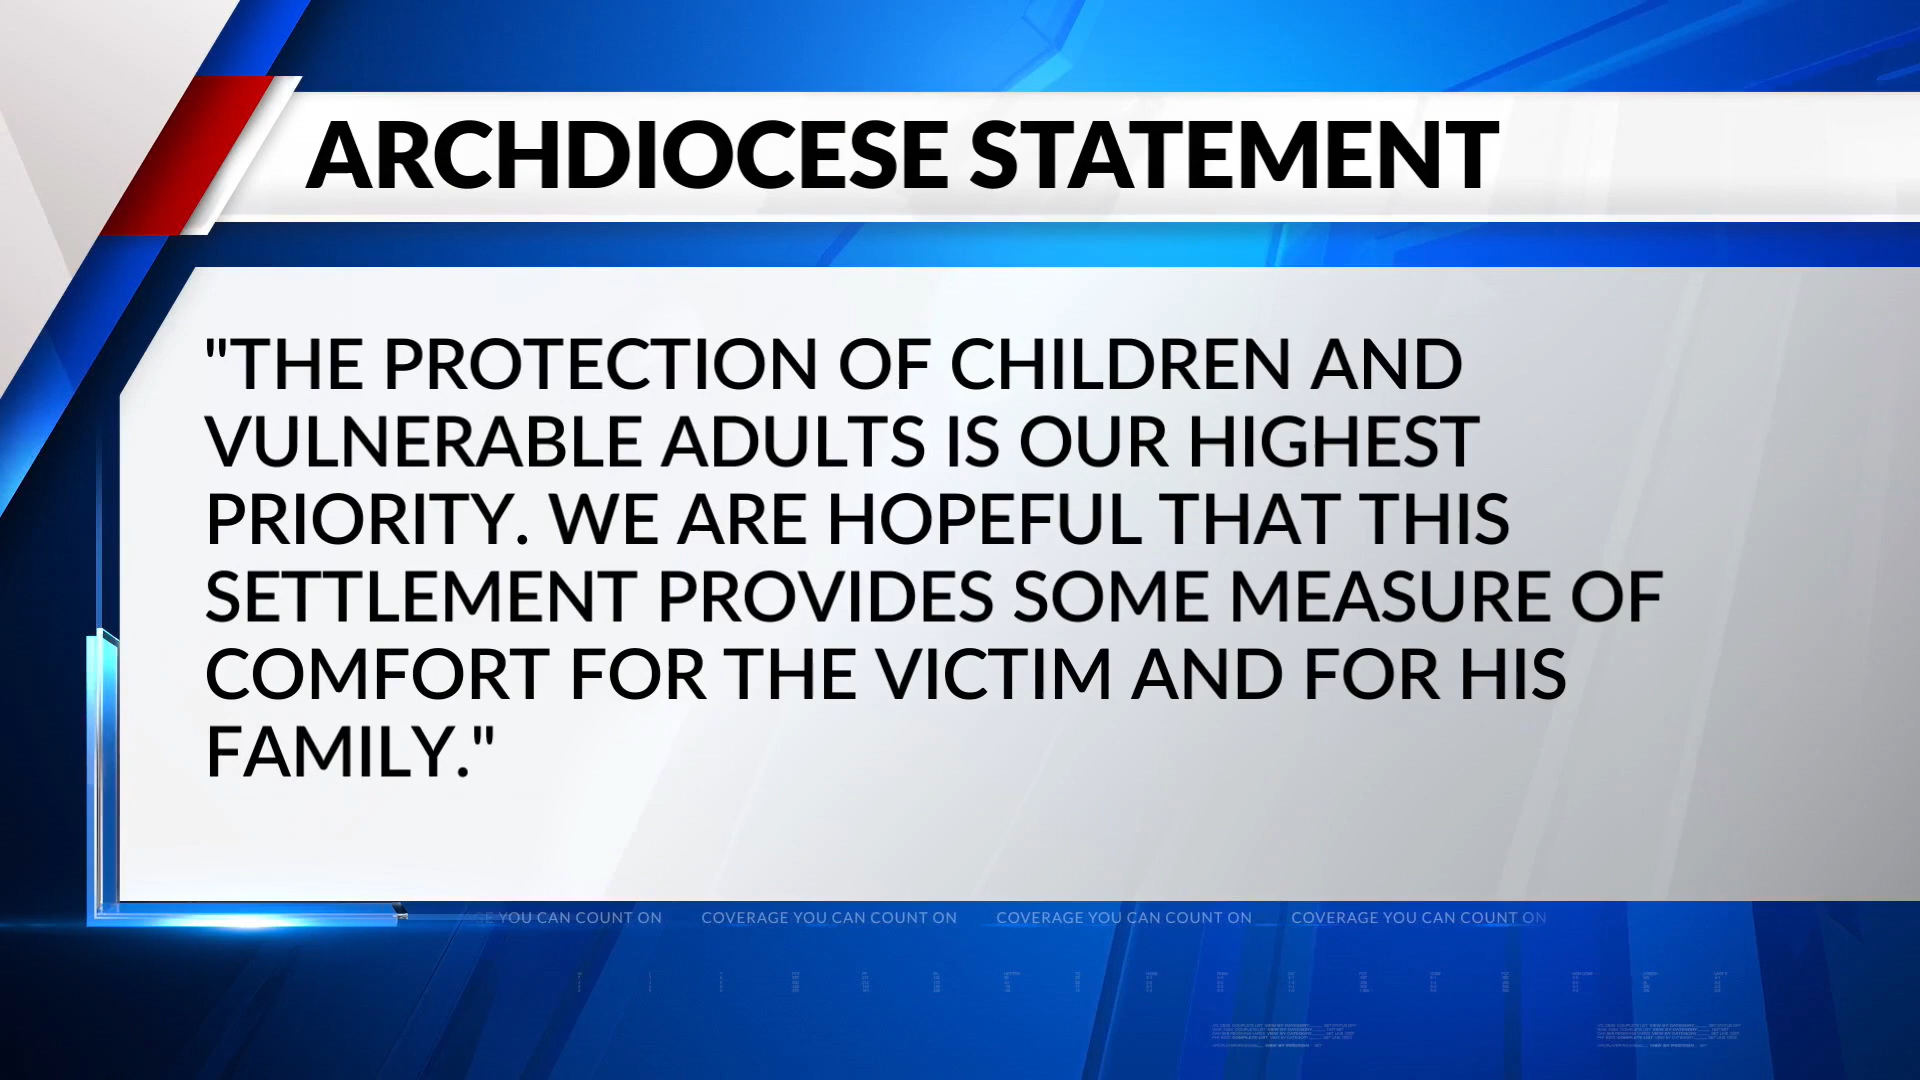 ARCHDIOCESE STATEMENT
"THE PROTECTION OF CHILDREN AND
VULNERABLE ADULTS IS OUR HIGHEST
PRIORITY. WE ARE HOPEFUL THAT THIS
SETTLEMENT PROVIDES SOME MEASURE OF
COMFORT FOR THE VICTIM AND FOR HIS
FAMILY."
GE YOU CAN COUNT ON COVERAGE YOU CAN COUNT ON COVERAGE YOU CAN COUNT ON COVERAGE YOU CAN COUNT ON